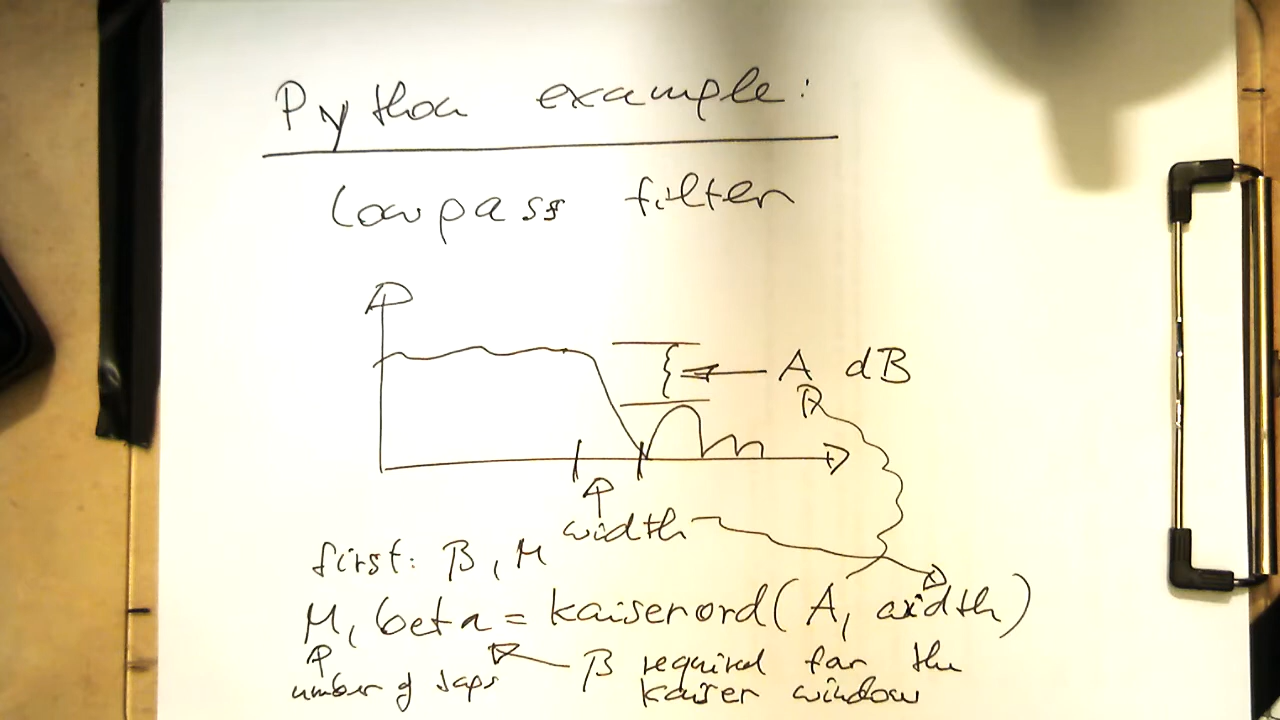 Python example:
Lowpass filter
A dB
width
first: β, M
M, beta = kaiserord(A, width)
number of taps
β required for the
kaiser window